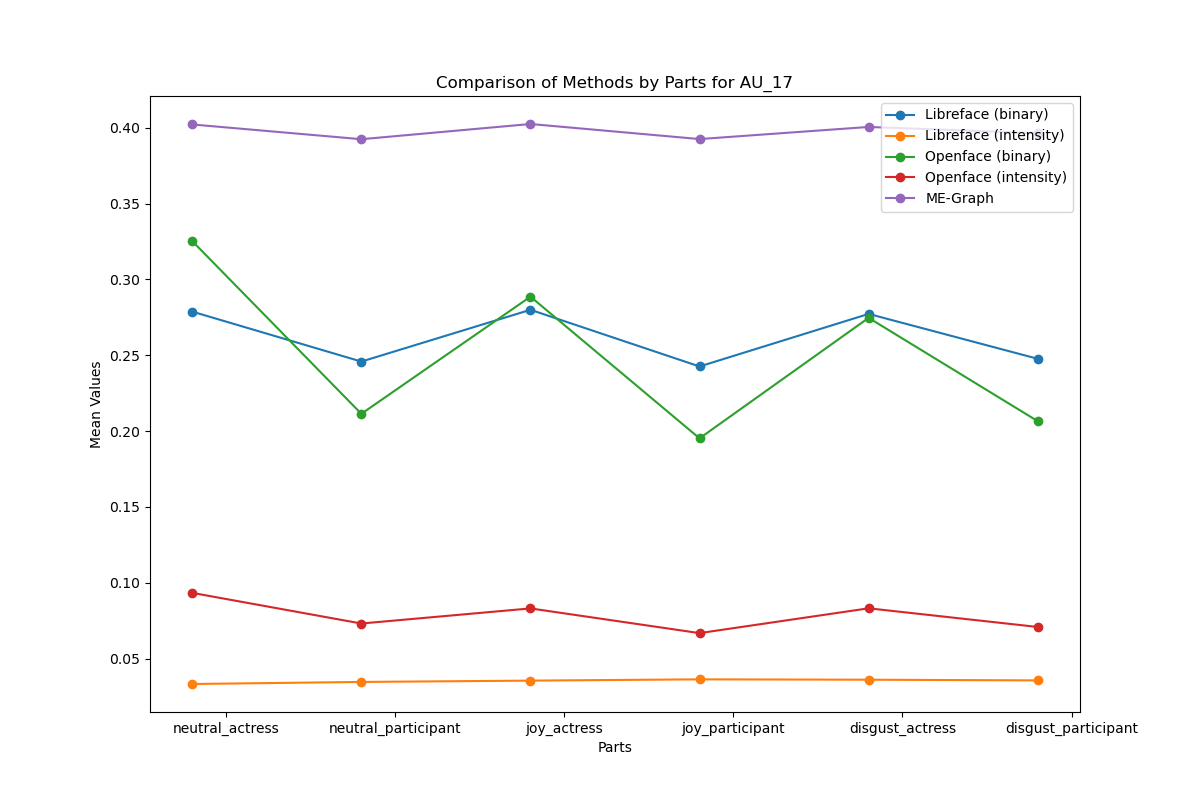 Comparison of Methods by Parts for AU_17
Libreface (binary)
Libreface (intensity)
Openface (binary)
Openface (intensity)
ME-Graph
0.40
0.35
0.30
0.25
0.20
0.15
0.10
0.05
Mean Values
neutral_actress
neutral_participant
joy_actress
joy_participant
disgust_actress
disgust_participant
Parts